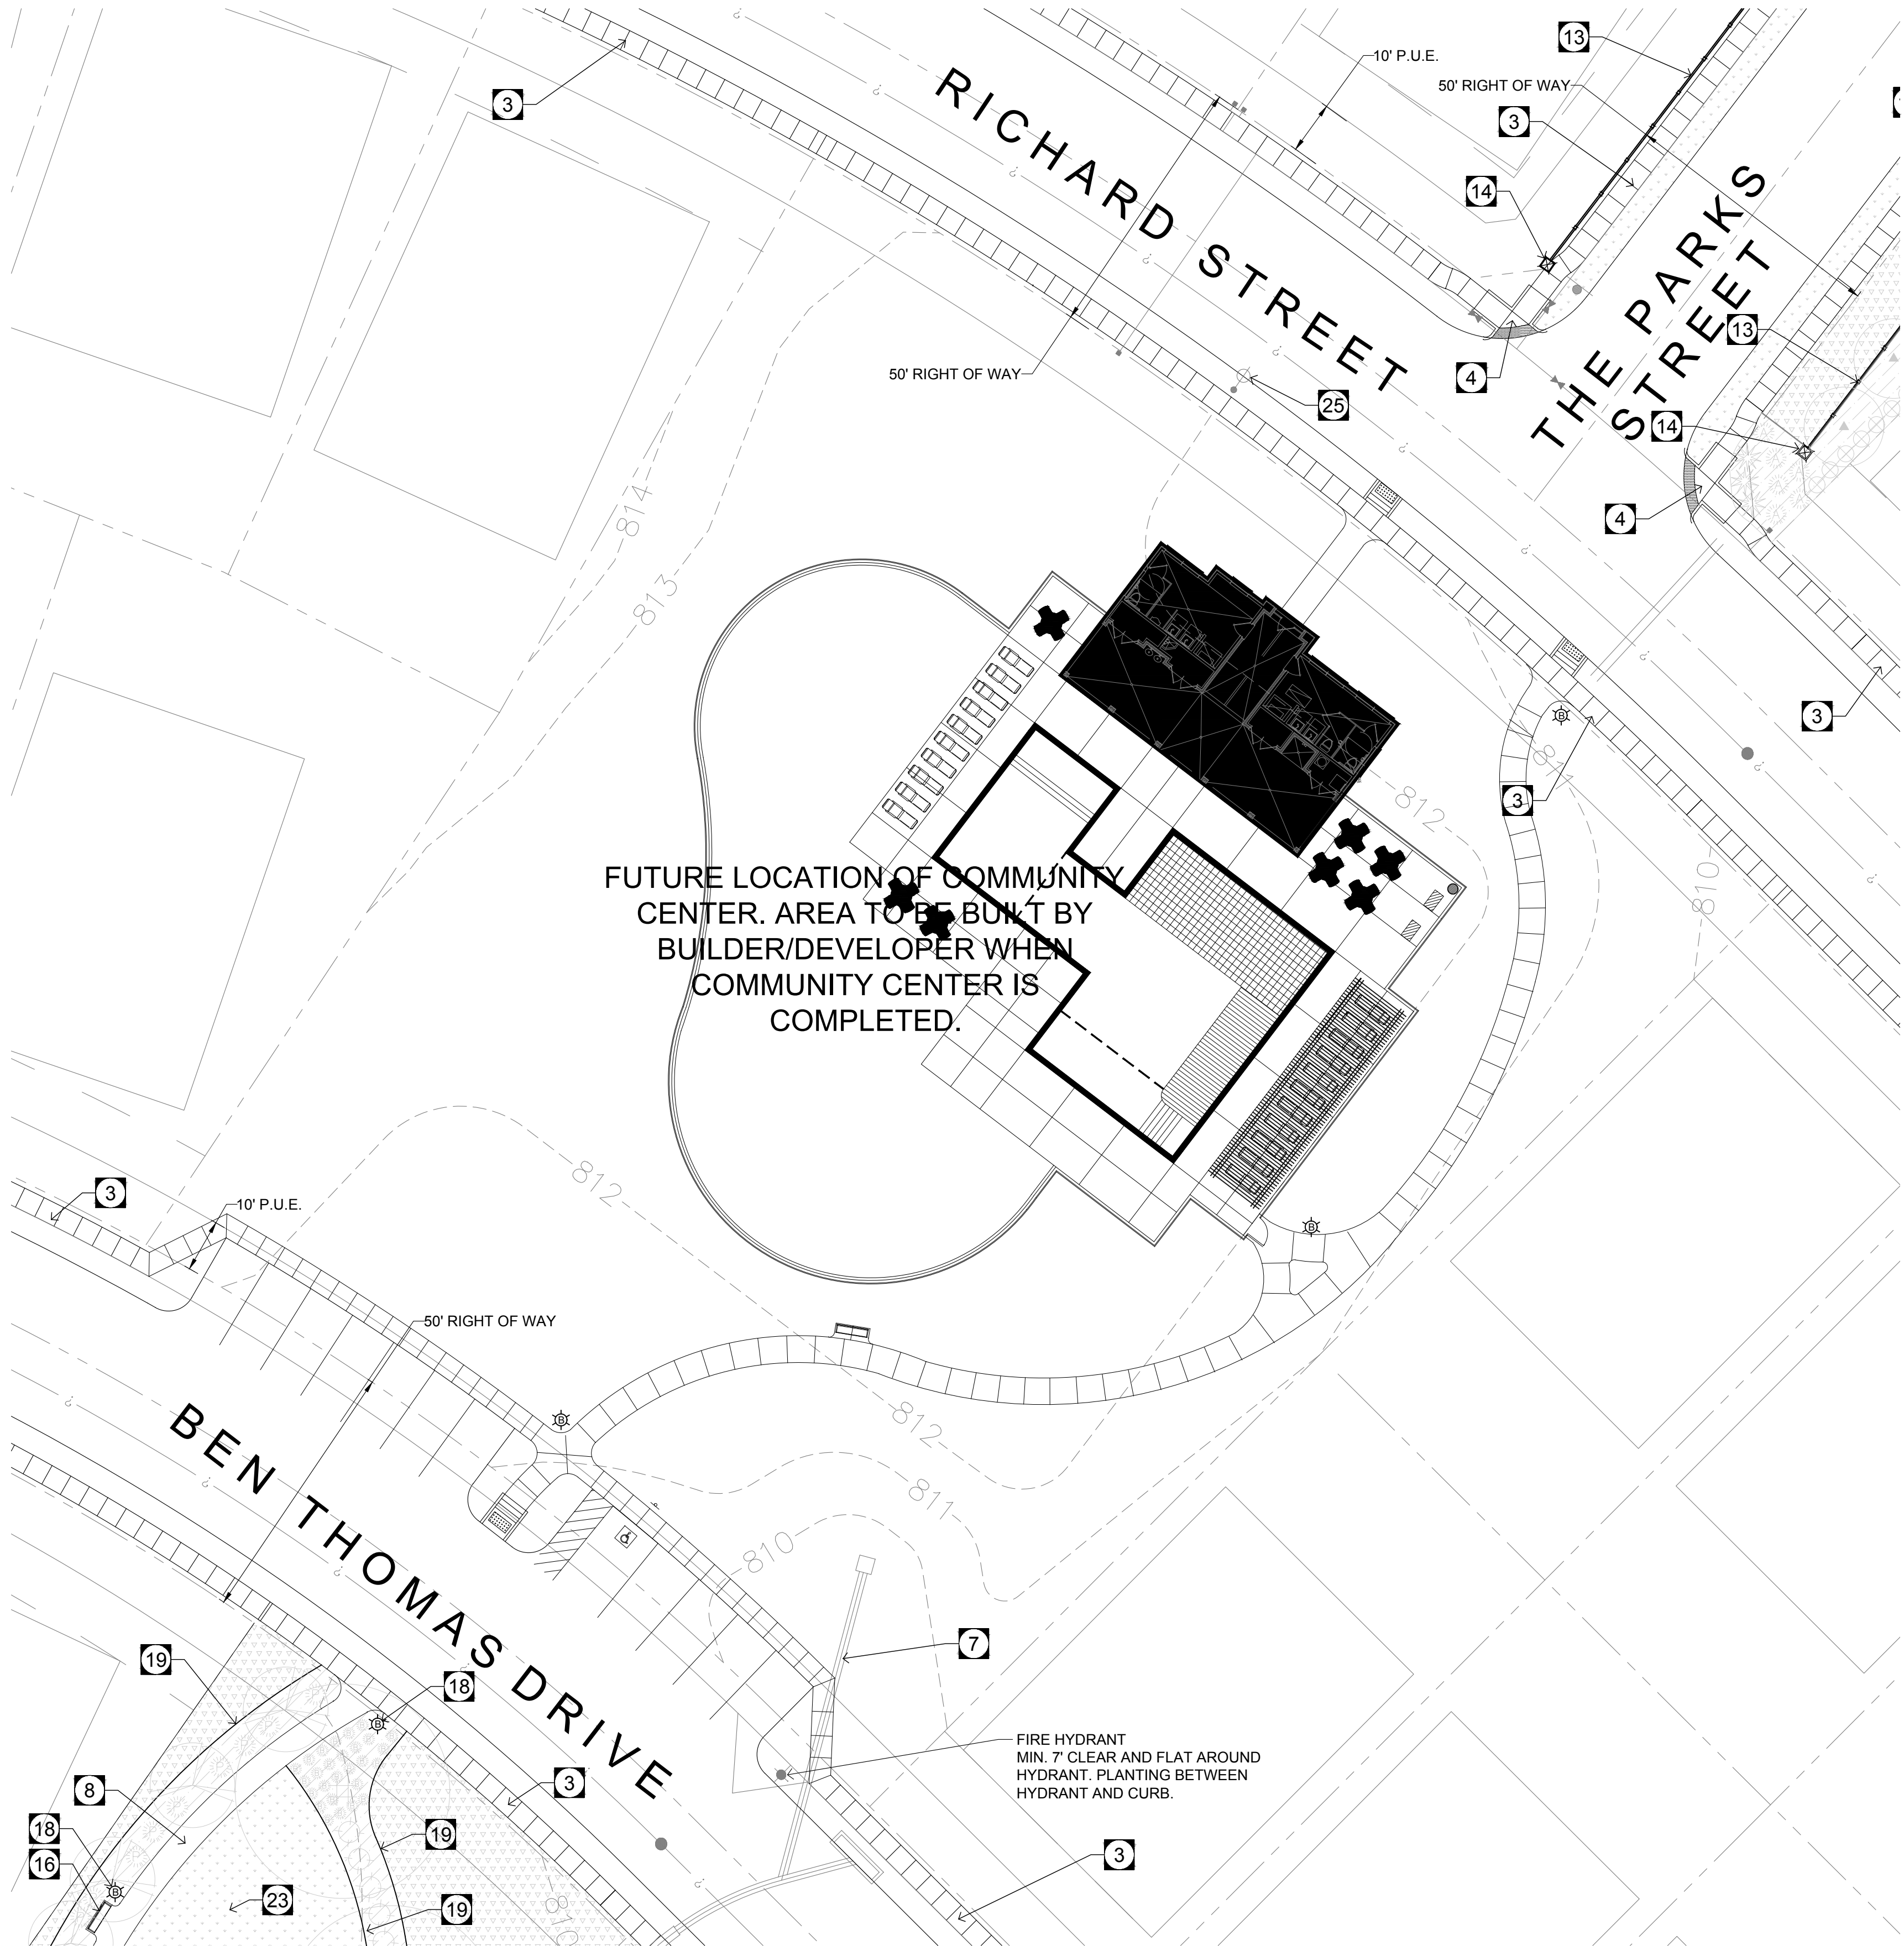 13
10' P.U.E.
50' RIGHT OF WAY
3
3
14
RICHARD STREET
THE PARKS
STREET
13
50' RIGHT OF WAY
4
25
14
4
814
813
3
811
812
3
810
FUTURE LOCATION OF COMMUNITY
CENTER. AREA TO BE BUILT BY
BUILDER/DEVELOPER WHEN
COMMUNITY CENTER IS
COMPLETED.
B
812
3
10' P.U.E.
B
50' RIGHT OF WAY
BEN THOMAS DRIVE
B
812
811
810
7
19
18
B
FIRE HYDRANT
MIN. 7' CLEAR AND FLAT AROUND
HYDRANT. PLANTING BETWEEN
HYDRANT AND CURB.
8
3
18
19
16
3
B
23
19
810